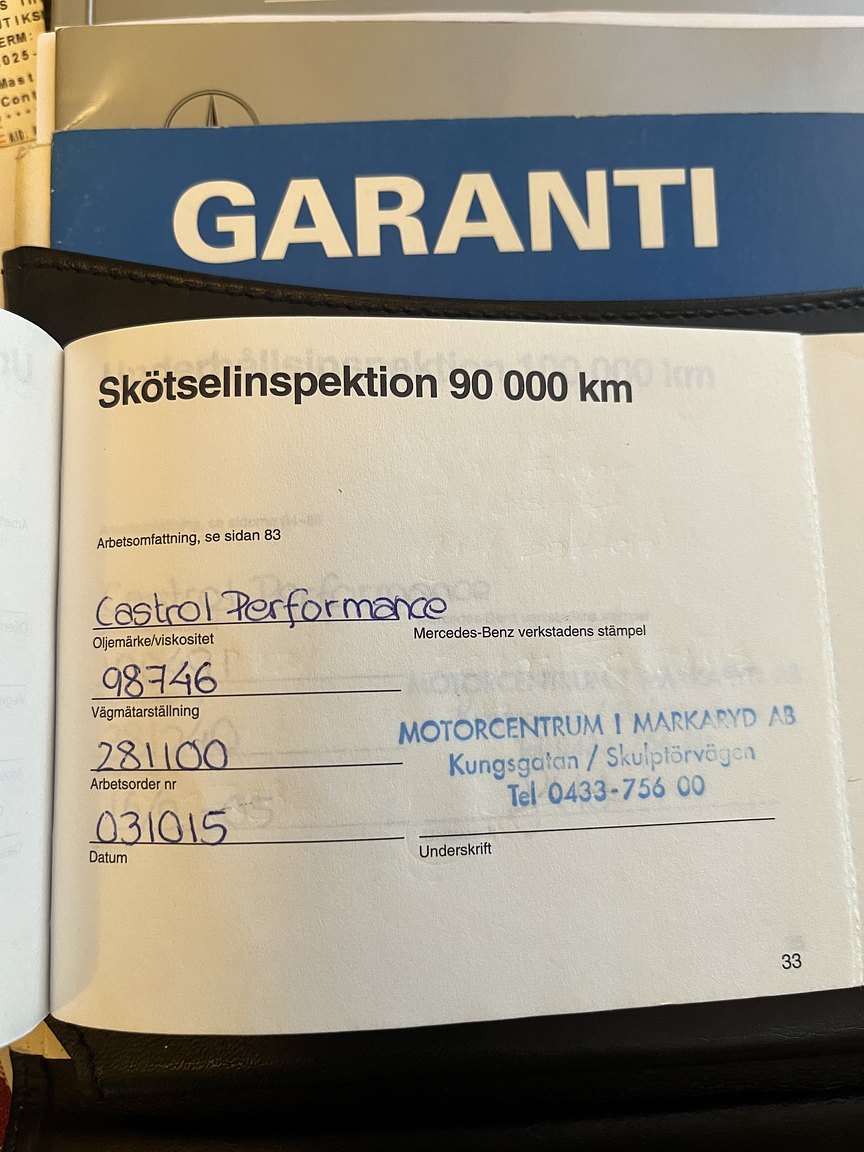 GARANTI
Skötselinspektion 90 000 km
Arbetsomfattning, se sidan 83
Castrol Performance
Oljemärke/viskositet
Mercedes-Benz verkstadens stämpel
98746
Vägmätarställning
MOTORCENTRUM I MARKARYD AB
Kungsgatan / Skulptörvägen
Tel 0433-756 00
281100
Arbetsorder nr
031015
Datum
Underskrift
33